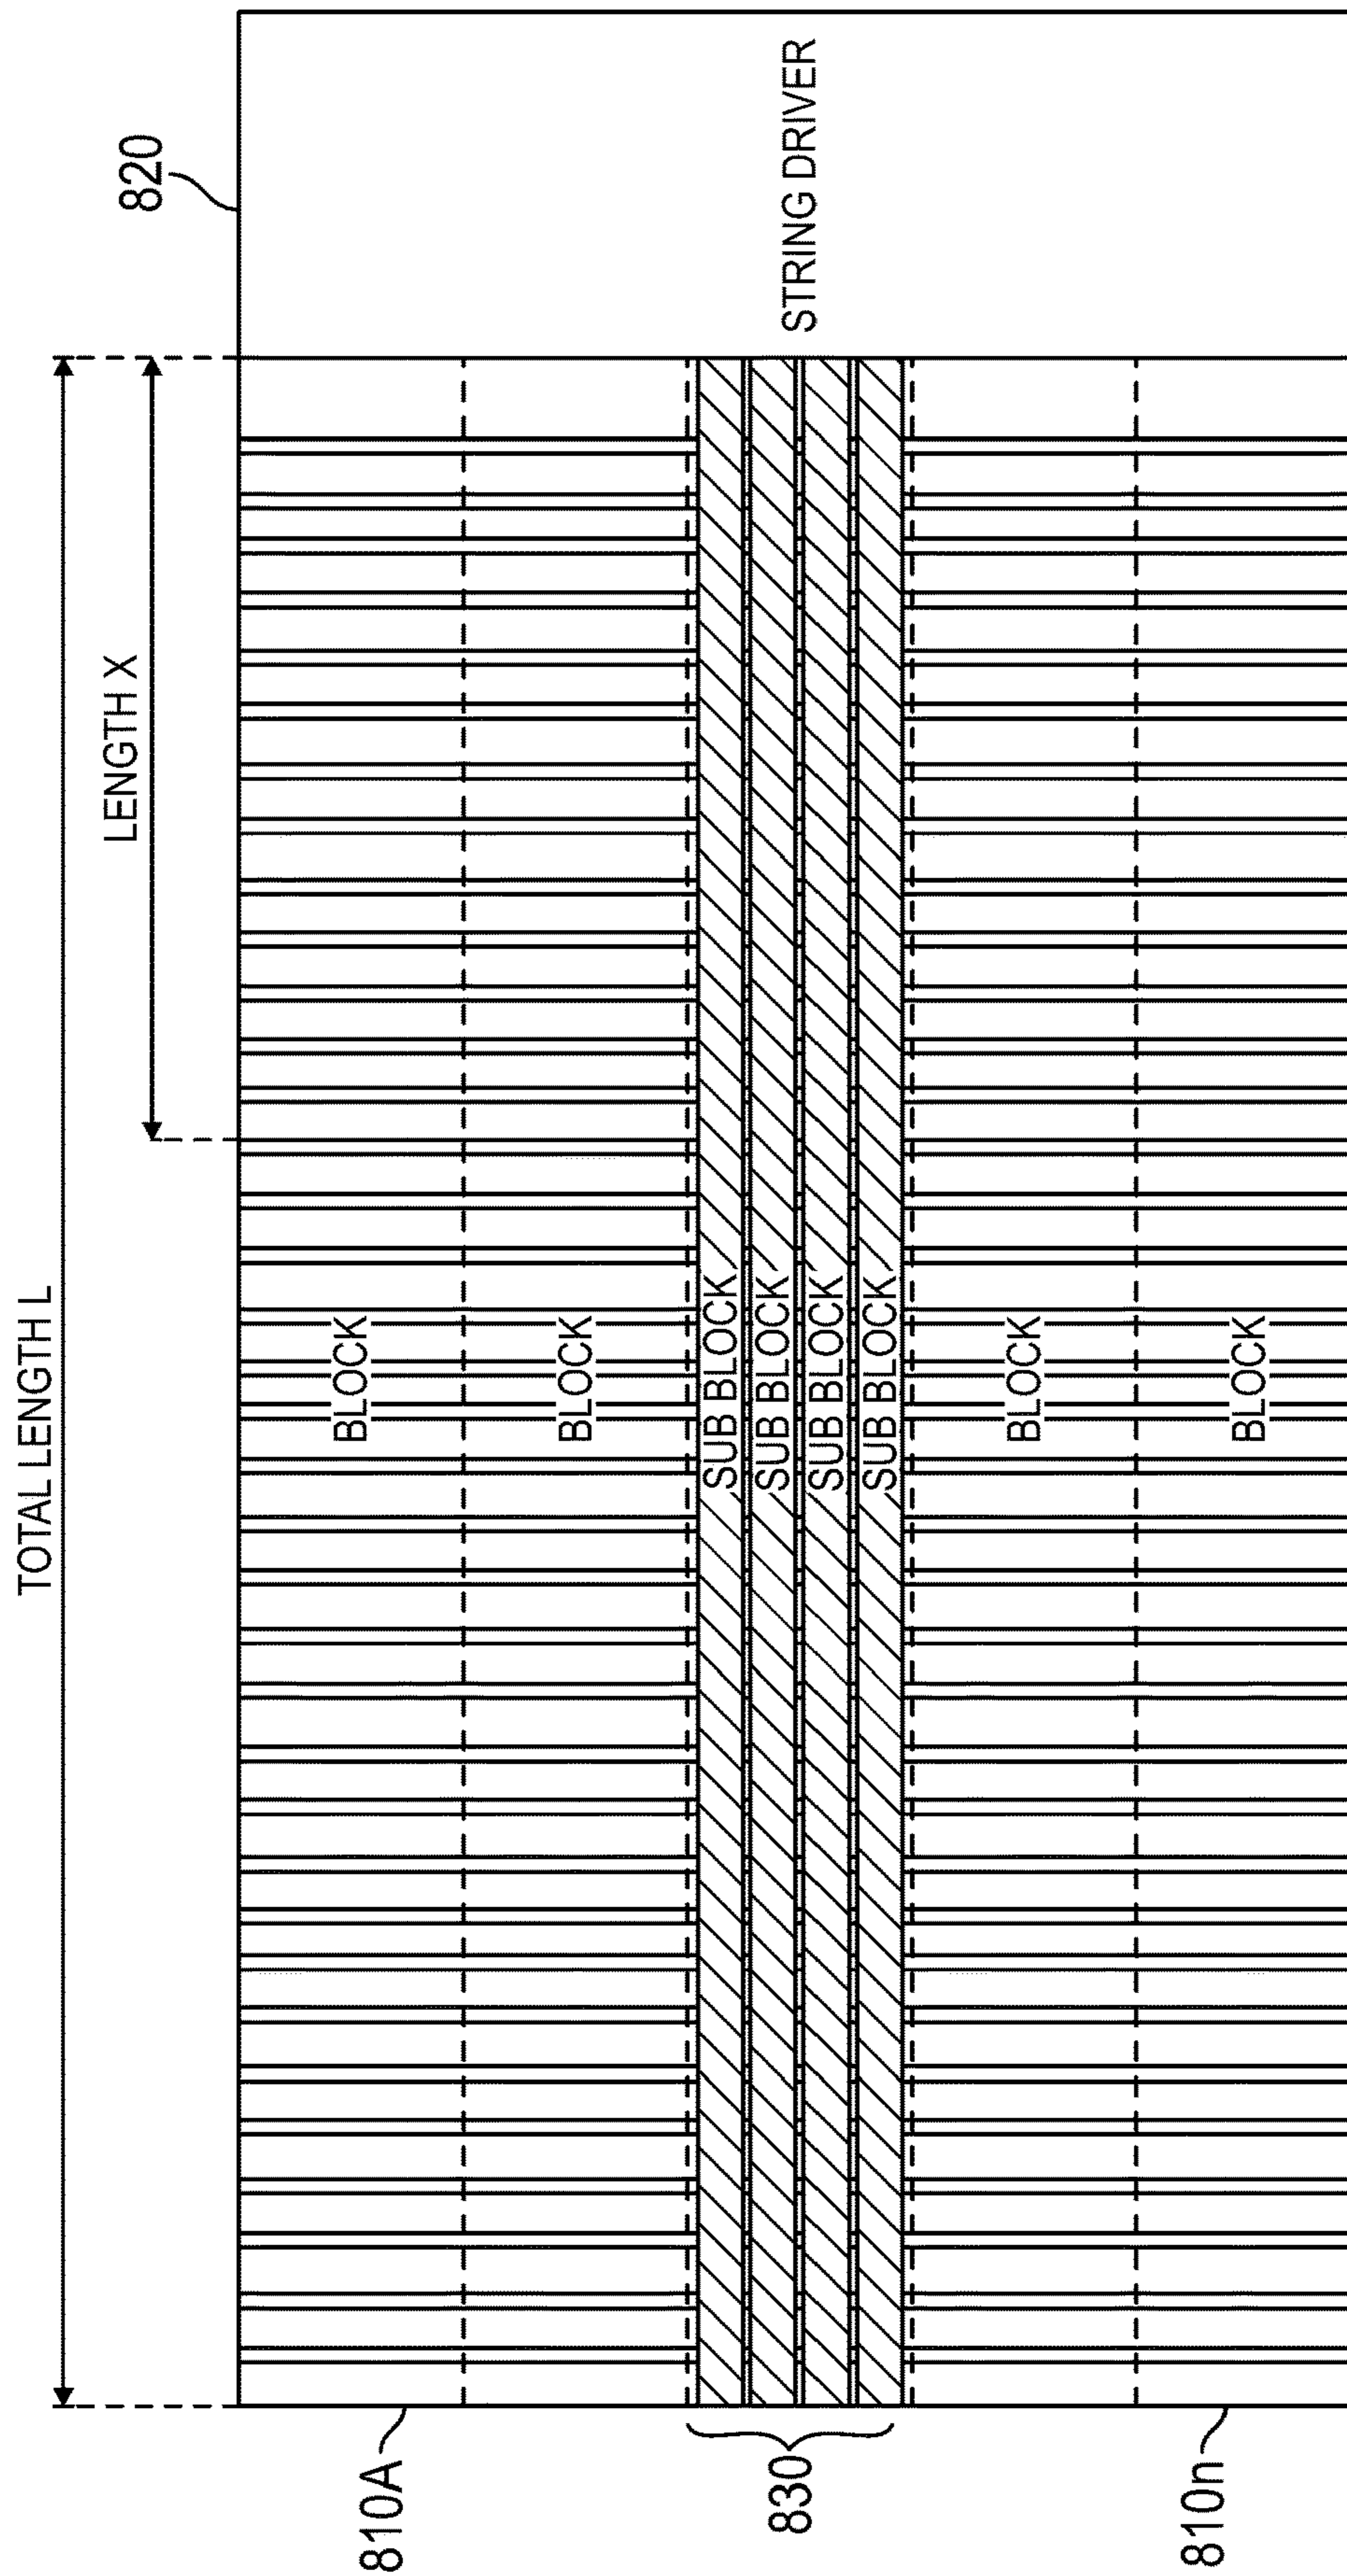 TOTAL LENGTH L
LENGTH X
820
STRING DRIVER
BLOCK
BLOCK
SUB BLOCK
SUB BLOCK
SUB BLOCK
SUB BLOCK
BLOCK
BLOCK
810A
830
810n